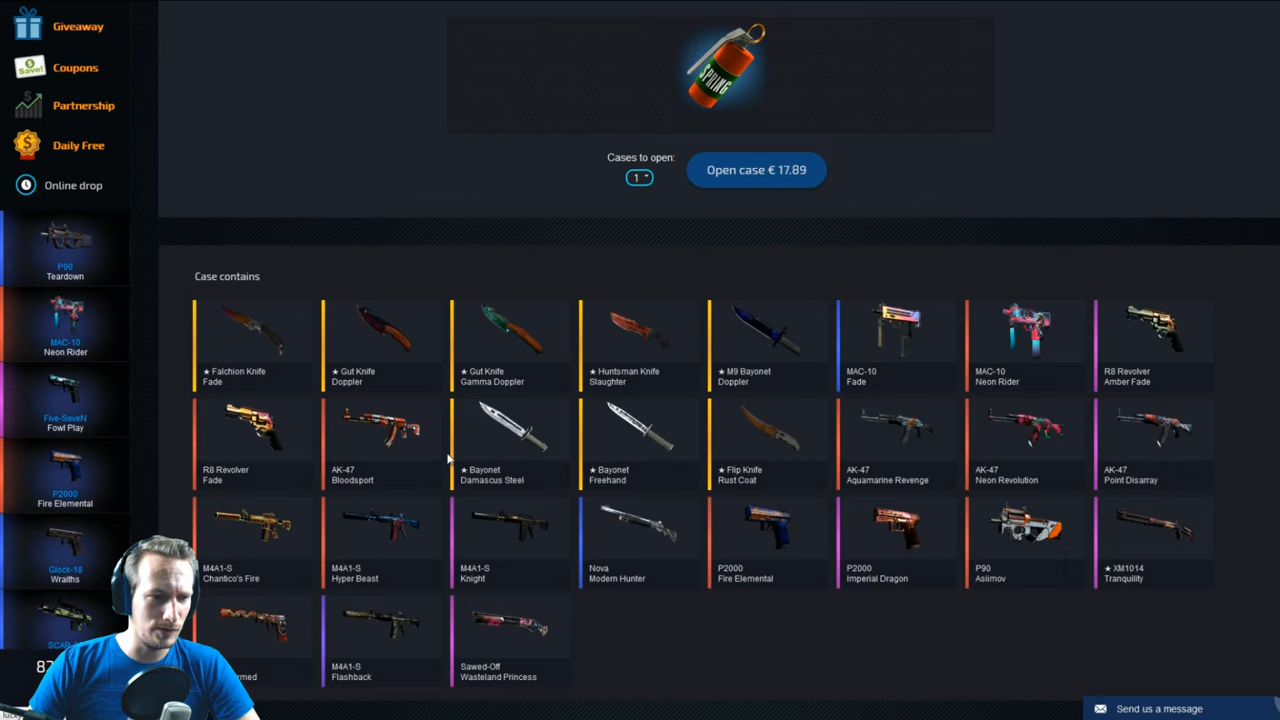 Giveaway
Save!
Coupons
Partnership
Daily Free
Online drop
P90
Teardown
MAC-10
Neon Rider
Five-SeveN
Fowl Play
P2000
Fire Elemental
Glock-18
Wraiths
SPRING
Cases to open:
1
Open case € 17.89
Case contains
★ Falchion Knife
Fade
★ Gut Knife
Doppler
★ Gut Knife
Gamma Doppler
★ Huntsman Knife
Slaughter
★ M9 Bayonet
Doppler
MAC-10
Fade
MAC-10
Neon Rider
R8 Revolver
Amber Fade
R8 Revolver
Fade
AK-47
Bloodsport
★ Bayonet
Damascus Steel
★ Bayonet
Freehand
★ Flip Knife
Rust Coat
AK-47
Aquamarine Revenge
AK-47
Neon Revolution
AK-47
Point Disarray
M4A1-S
Chantico's Fire
M4A1-S
Hyper Beast
M4A1-S
Knight
Nova
Modern Hunter
P2000
Fire Elemental
P2000
Imperial Dragon
P90
Asiimov
★ XM1014
Tranquility
M4A1-S
Flashback
Sawed-Off
Wasteland Princess
Send us a message